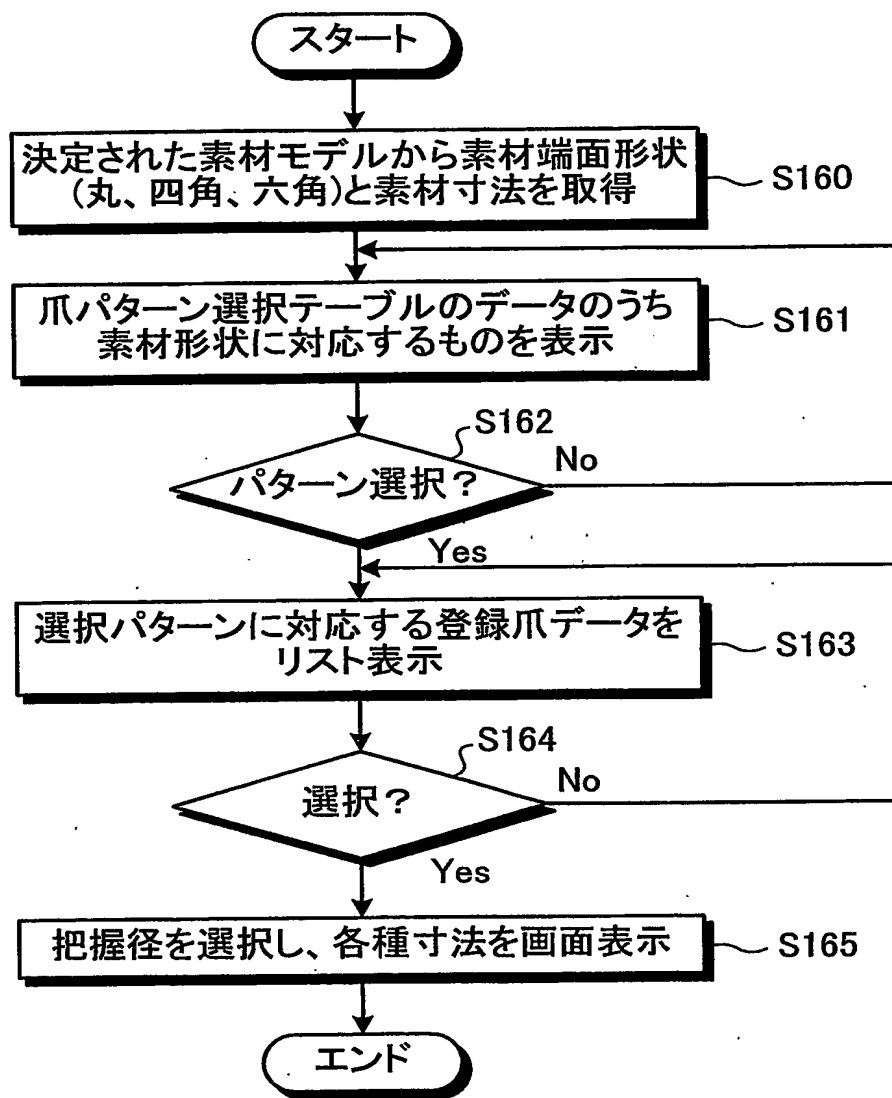 スタート
決定された素材モデルから素材端面形状
(丸、四角、六角)と素材寸法を取得
S160
爪パターン選択テーブルのデータのうち
素材形状に対応するものを表示
S161
S162
パターン選択?
No
Yes
選択パターンに対応する登録爪データを
リスト表示
S163
S164
選択?
No
Yes
把握径を選択し、各種寸法を画面表示
S165
エンド